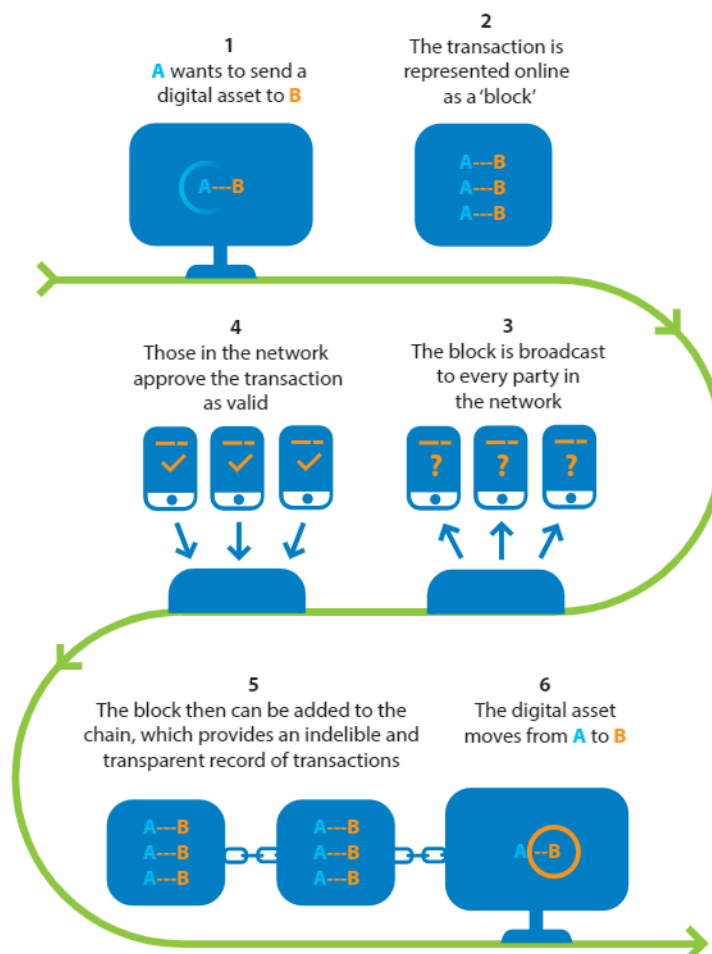 1
A wants to send a
digital asset to B
A---B
2
The transaction is
represented online
as a ‘block’
A---B
A---B
A---B
3
The block is broadcast
to every party in
the network
?
?
?
4
Those in the network
approve the transaction
as valid
5
The block then can be added to the
chain, which provides an indelible and
transparent record of transactions
A---B
A---B
A---B
A---B
A---B
A---B
6
The digital asset
moves from A to B
A--B